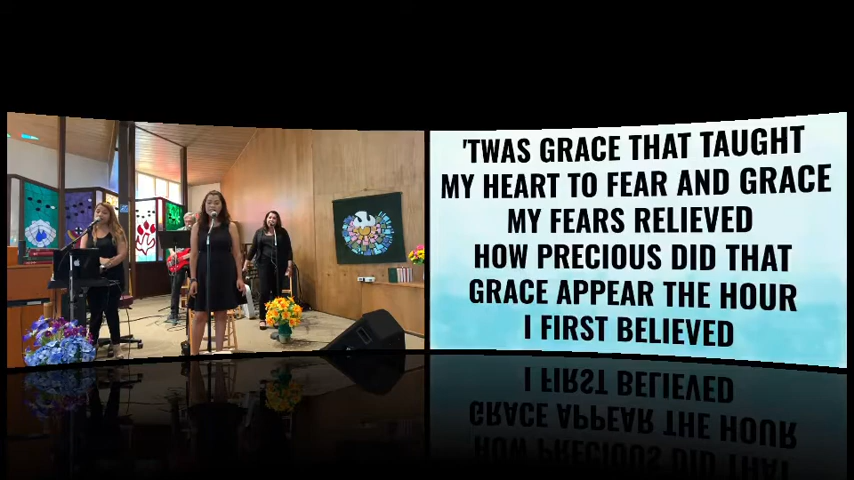 'TWAS GRACE THAT TAUGHT
MY HEART TO FEAR AND GRACE
MY FEARS RELIEVED
HOW PRECIOUS DID THAT
GRACE APPEAR THE HOUR
I FIRST BELIEVED